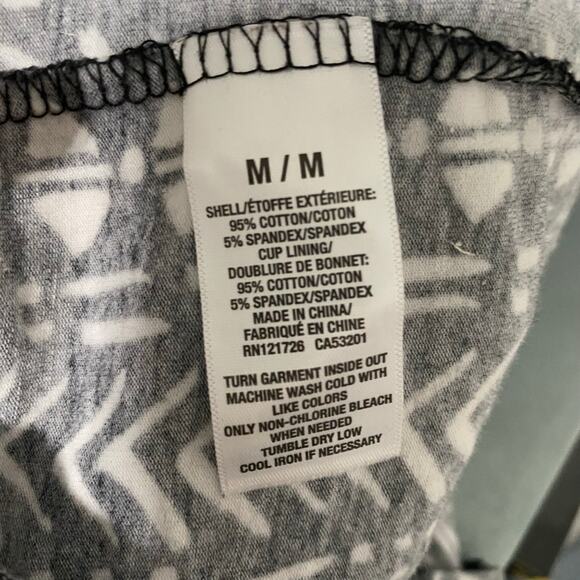 M / M
SHELL/ÉTOFFE EXTÉRIEURE:
95% COTTON/COTON
5% SPANDEX/SPANDEX
CUP LINING/
DOUBLURE DE BONNET:
95% COTTON/COTON
5% SPANDEX/SPANDEX
MADE IN CHINA/
FABRIQUÉ EN CHINE
RN121726 CA53201
TURN GARMENT INSIDE OUT
MACHINE WASH COLD WITH
LIKE COLORS
ONLY NON-CHLORINE BLEACH
WHEN NEEDED
TUMBLE DRY LOW
COOL IRON IF NECESSARY